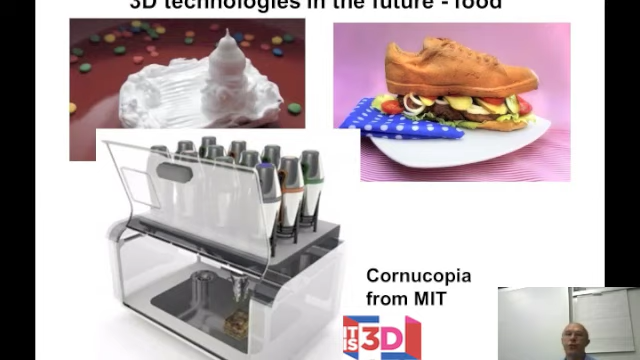 3D technologies in the future - food
Cornucopia
from MIT
IT
IS
3D